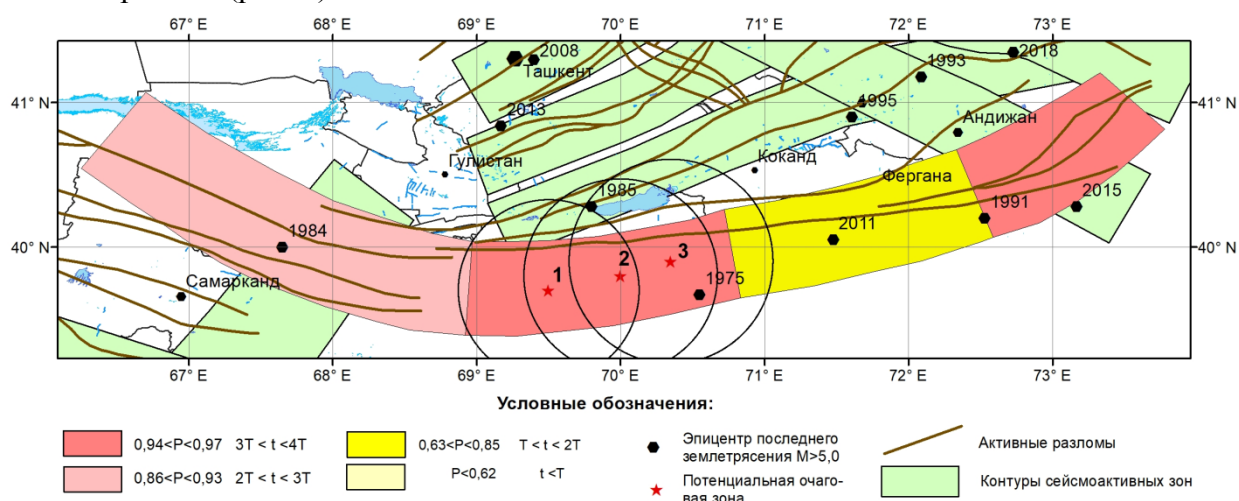 67° E 68° E 69° E 70° E 71° E 72° E 73° E
2008
Ташкент
1993
2018
41° N
41° N
2013
1995
Андижан
Гулистан
Коканд
1985
Фергана
2015
1991
40° N
1984
2011
40° N
3
2
1
Самарканд
1975
67° E 68° E 69° E 70° E 71° E 72° E 73° E
Условные обозначения:
0,94<P<0,97 3T < t <4T
0,63<P<0,85 T < t < 2T
Эпицентр последнего
землетрясения M>5,0
Активные разломы
0,86<P<0,93 2T < t < 3T
P<0,62 t <T
Потенциальная очаго-
вая зона
Контуры сейсмоактивных зон